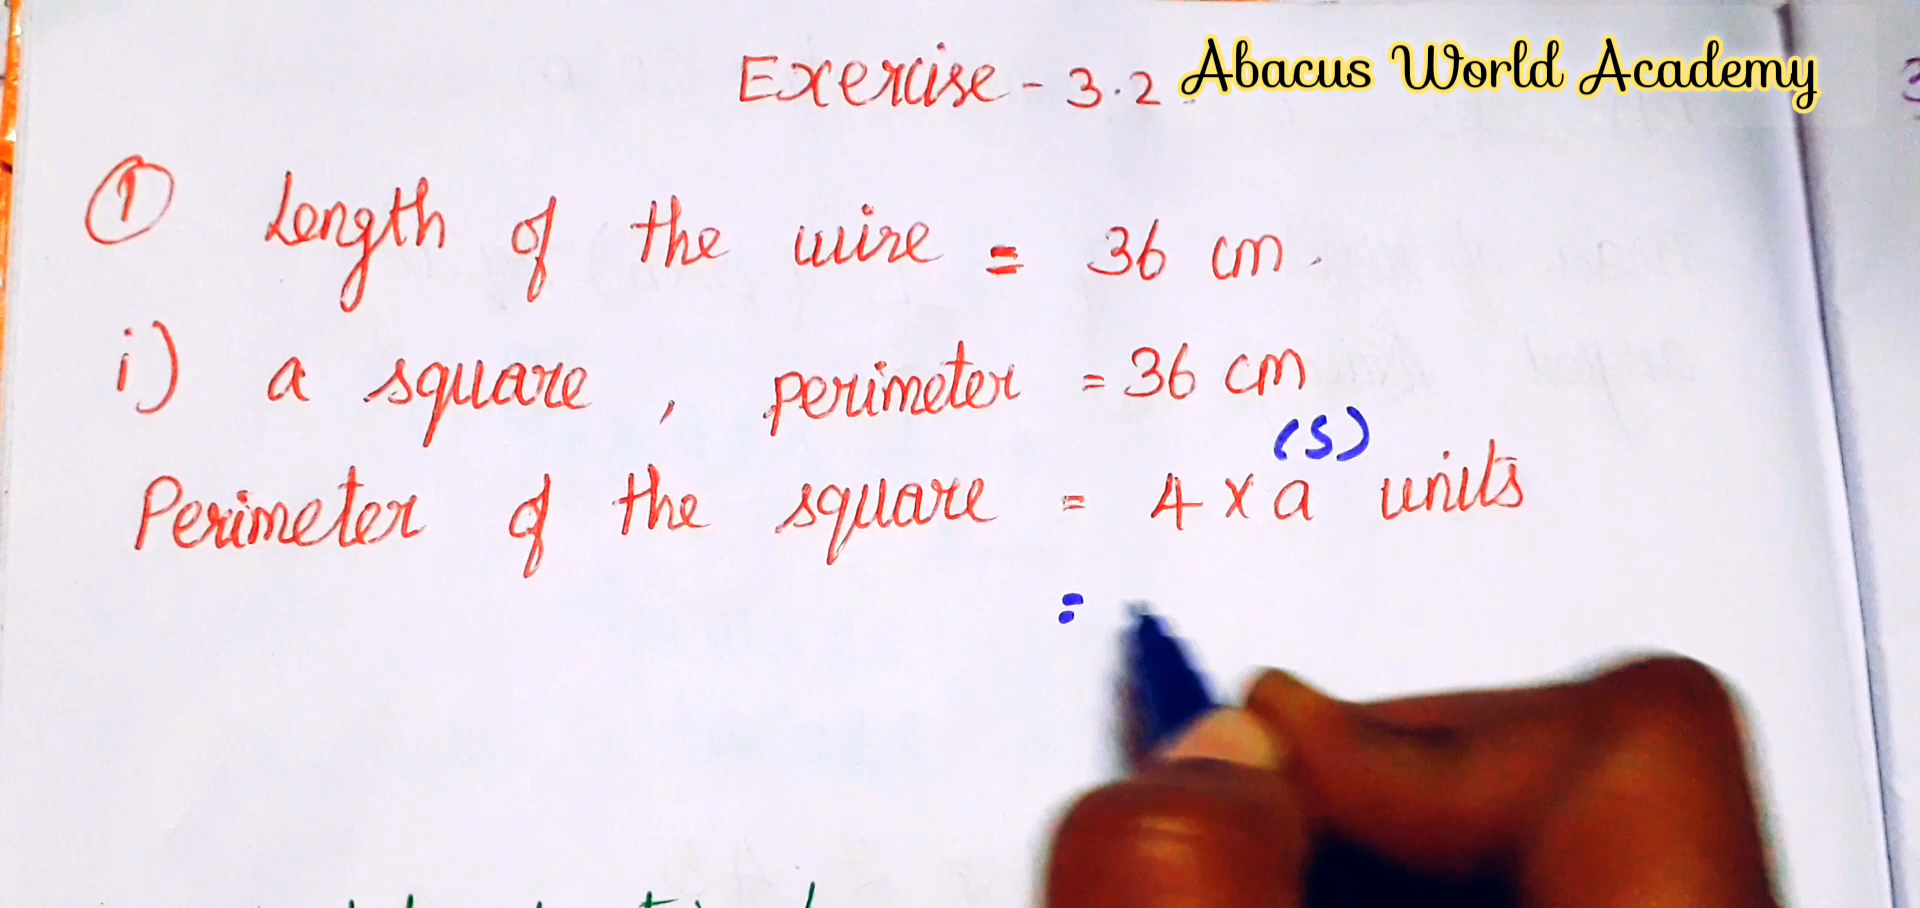 Exercise - 3.2 Abacus World Academy
① Length of the wire = 36 cm.
i) a square, perimeter = 36 cm
(s)
Perimeter of the square = 4 x a units
=